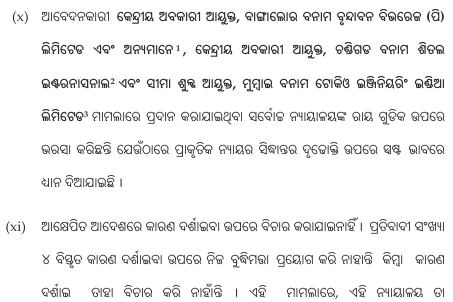 (x) ଆବେଦନକାରୀ କେନ୍ଦ୍ରୀୟ ଅବକାରୀ ଆୟୁକ୍ତ, ବାଙ୍ଗାଲୋର ବନାମ ବୃନ୍ଦାବନ ବିଭରେଜ (ପି)
ଲିମିଟେଡ ଏବଂ ଅନ୍ୟମାନେ¹, କେନ୍ଦ୍ରୀୟ ଅବକାରୀ ଆୟୁକ୍ତ, ଚଣ୍ଡିଗଡ ବନାମ ଶିତଲ
ଇଣ୍ଟରନାସନାଲ² ଏବଂ ସୀମା ଶୁଳ୍କ ଆୟୁକ୍ତ, ମୁମ୍ବାଇ ବନାମ ଟୋକିଓ ଇଞ୍ଜିନିୟରିଂ ଇଣ୍ଡିଆ
ଲିମିଟେଡ³ ମାମଲାରେ ପ୍ରଦାନ କରାଯାଇଥିବା ସର୍ବୋଚ୍ଚ ନ୍ୟାୟାଳୟଙ୍କ ରାୟ ଗୁଡିକ ଉପରେ
ଭରସା କରିଛନ୍ତି ଯେଉଁଠାରେ ପ୍ରାକୃତିକ ନ୍ୟାୟର ସିଦ୍ଧାନ୍ତର ଦୃଢୋକ୍ତି ଉପରେ ସ୍ପଷ୍ଟ ଭାବରେ
ଧ୍ୟାନ ଦିଆଯାଇଛି ।
(xi) ଆକ୍ଷେପିତ ଆଦେଶରେ କାରଣ ଦର୍ଶାଇବା ଉପରେ ବିଚାର କରାଯାଇନାହିଁ । ପ୍ରତିବାଦୀ ସଂଖ୍ୟା
୪ ବିସ୍ତୃତ କାରଣ ଦର୍ଶାଇବା ଉପରେ ନିଜ ବୁଦ୍ଧିମତ୍ତା ପ୍ରୟୋଗ କରି ନାହାନ୍ତି କିମ୍ବା କାରଣ
ଦର୍ଶାଇ ତାହା ବିଚାର କରି ନାହାଁନ୍ତି । ଏହି ମାମଲାରେ, ଏହି ନ୍ୟାୟାଳୟ ତା